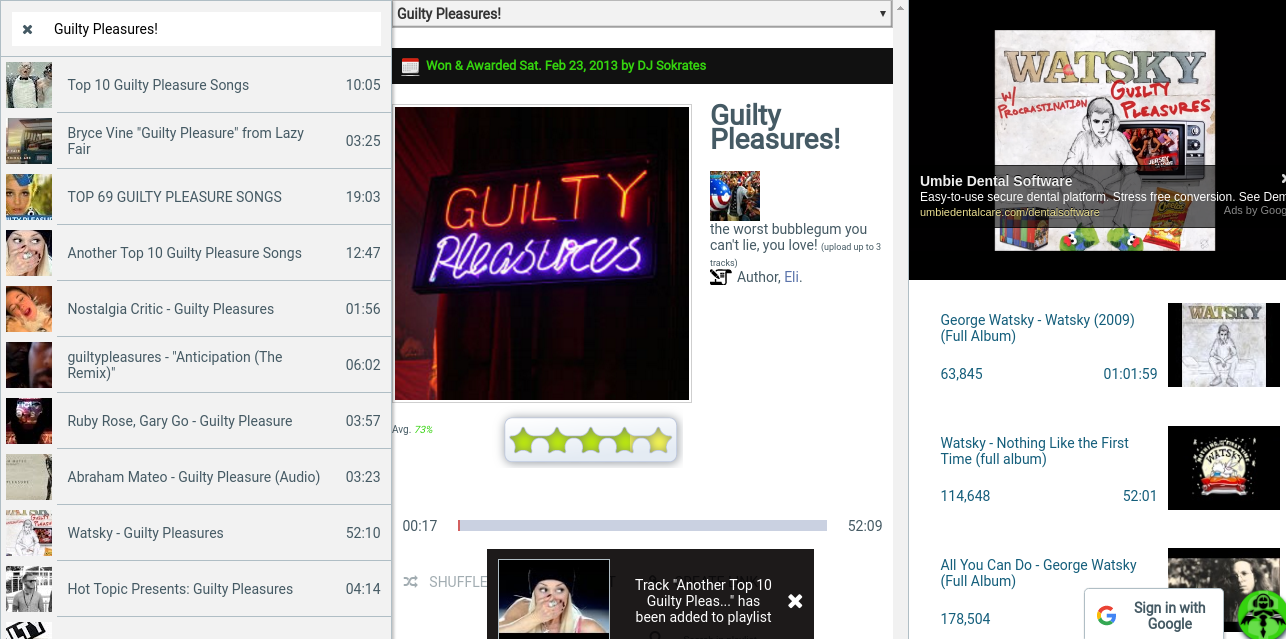 Guilty Pleasures!
Top 10 Guilty Pleasure Songs
10:05
Bryce Vine "Guilty Pleasure" from Lazy
Fair
03:25
TOP 69 GUILTY PLEASURE SONGS
19:03
Another Top 10 Guilty Pleasure Songs
12:47
Nostalgia Critic - Guilty Pleasures
01:56
guiltypleasures - "Anticipation (The
Remix)"
06:02
Ruby Rose, Gary Go - Guilty Pleasure
03:57
Abraham Mateo - Guilty Pleasure (Audio)
03:23
Watsky - Guilty Pleasures
52:10
Hot Topic Presents: Guilty Pleasures
04:14
Guilty Pleasures!
Won & Awarded Sat. Feb 23, 2013 by DJ Sokrates
GUILTY
Pleasures
Guilty
Pleasures!
the worst bubblegum you
can't lie, you love! (upload up to 3
tracks)
Author, Eli.
Avg. 73%
00:17
52:09
SHUFFLE
Track "Another Top 10
Guilty Pleas..." has
been added to playlist
WATSKY
W/
PROCRASTINATION
GUILTY
PLEASURES
JERSEY
Umbie Dental Software
Easy-to-use secure dental platform. Stress free conversion. See Dem
umbiedentalcare.com/dentalsoftware
Ads by Goog
George Watsky - Watsky (2009)
(Full Album)
63,845
01:01:59
WATSKY
Watsky - Nothing Like the First
Time (full album)
114,648
52:01
WATSKY
All You Can Do - George Watsky
(Full Album)
178,504
Sign in with
Google